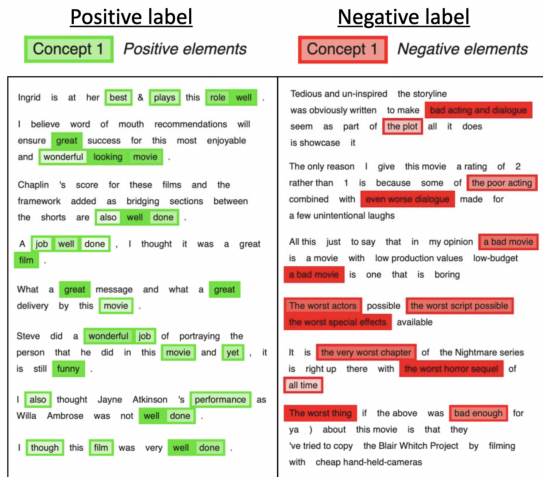 Positive label
Concept 1 Positive elements
Ingrid is at her best & plays this role well .
I believe word of mouth recommendations will
ensure great success for this most enjoyable
and wonderful looking movie .
Chaplin 's score for these films and the
framework added as bridging sections between
the shorts are also well done .
A job well done , I thought it was a great
film .
What a great message and what a great
delivery by this movie .
Steve did a wonderful job of portraying the
person that he did in this movie and yet , it
is still funny .
I also thought Jayne Atkinson 's performance as
Willa Ambrose was not well done .
I though this film was very well done .
Negative label
Concept 1 Negative elements
Tedious and un-inspired the storyline
was obviously written to make bad acting and dialogue
seem as part of the plot all it does
is showcase it
The only reason I give this movie a rating of 2
rather than 1 is because some of the poor acting
combined with even worse dialogue made for
a few unintentional laughs
All this just to say that in my opinion a bad movie
is a movie with low production values low-budget
a bad movie is one that is boring
The worst actors possible the worst script possible
the worst special effects available
It is the very worst chapter of the Nightmare series
is right up there with the worst horror sequel of
all time
The worst thing if the above was bad enough for
ya ) about this movie is that they
've tried to copy the Blair Whitch Project by filming
with cheap hand-held-cameras